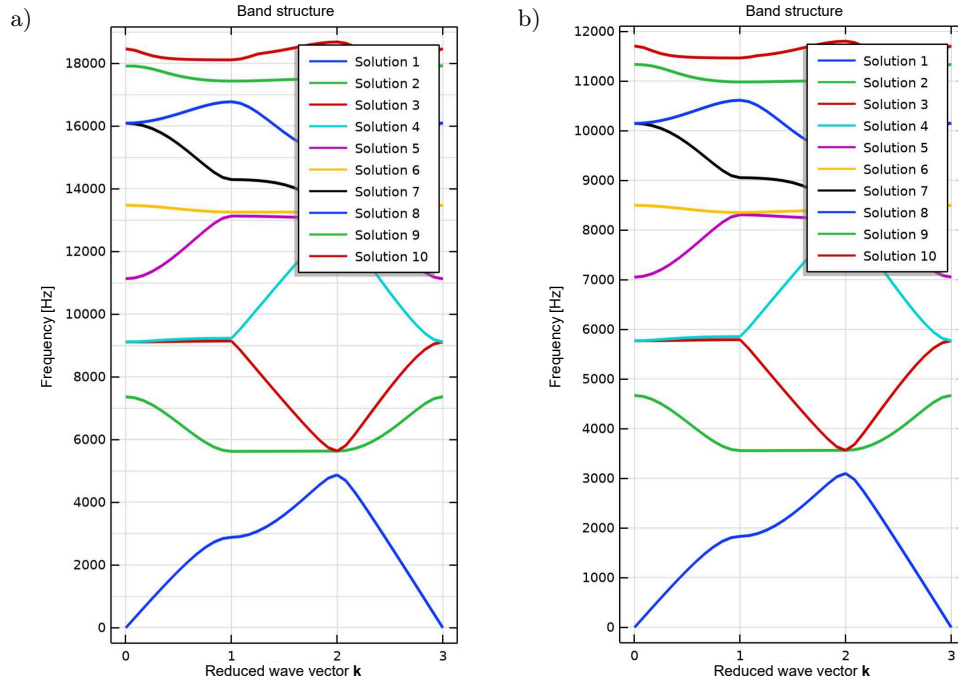 a)
Band structure
Frequency [Hz]
18000
16000
14000
12000
10000
8000
6000
4000
2000
0
Solution 1
Solution 2
Solution 3
Solution 4
Solution 5
Solution 6
Solution 7
Solution 8
Solution 9
Solution 10
0 1 2 3
Reduced wave vector k
b)
Band structure
Frequency [Hz]
12000
11000
10000
9000
8000
7000
6000
5000
4000
3000
2000
1000
0
Solution 1
Solution 2
Solution 3
Solution 4
Solution 5
Solution 6
Solution 7
Solution 8
Solution 9
Solution 10
0 1 2 3
Reduced wave vector k